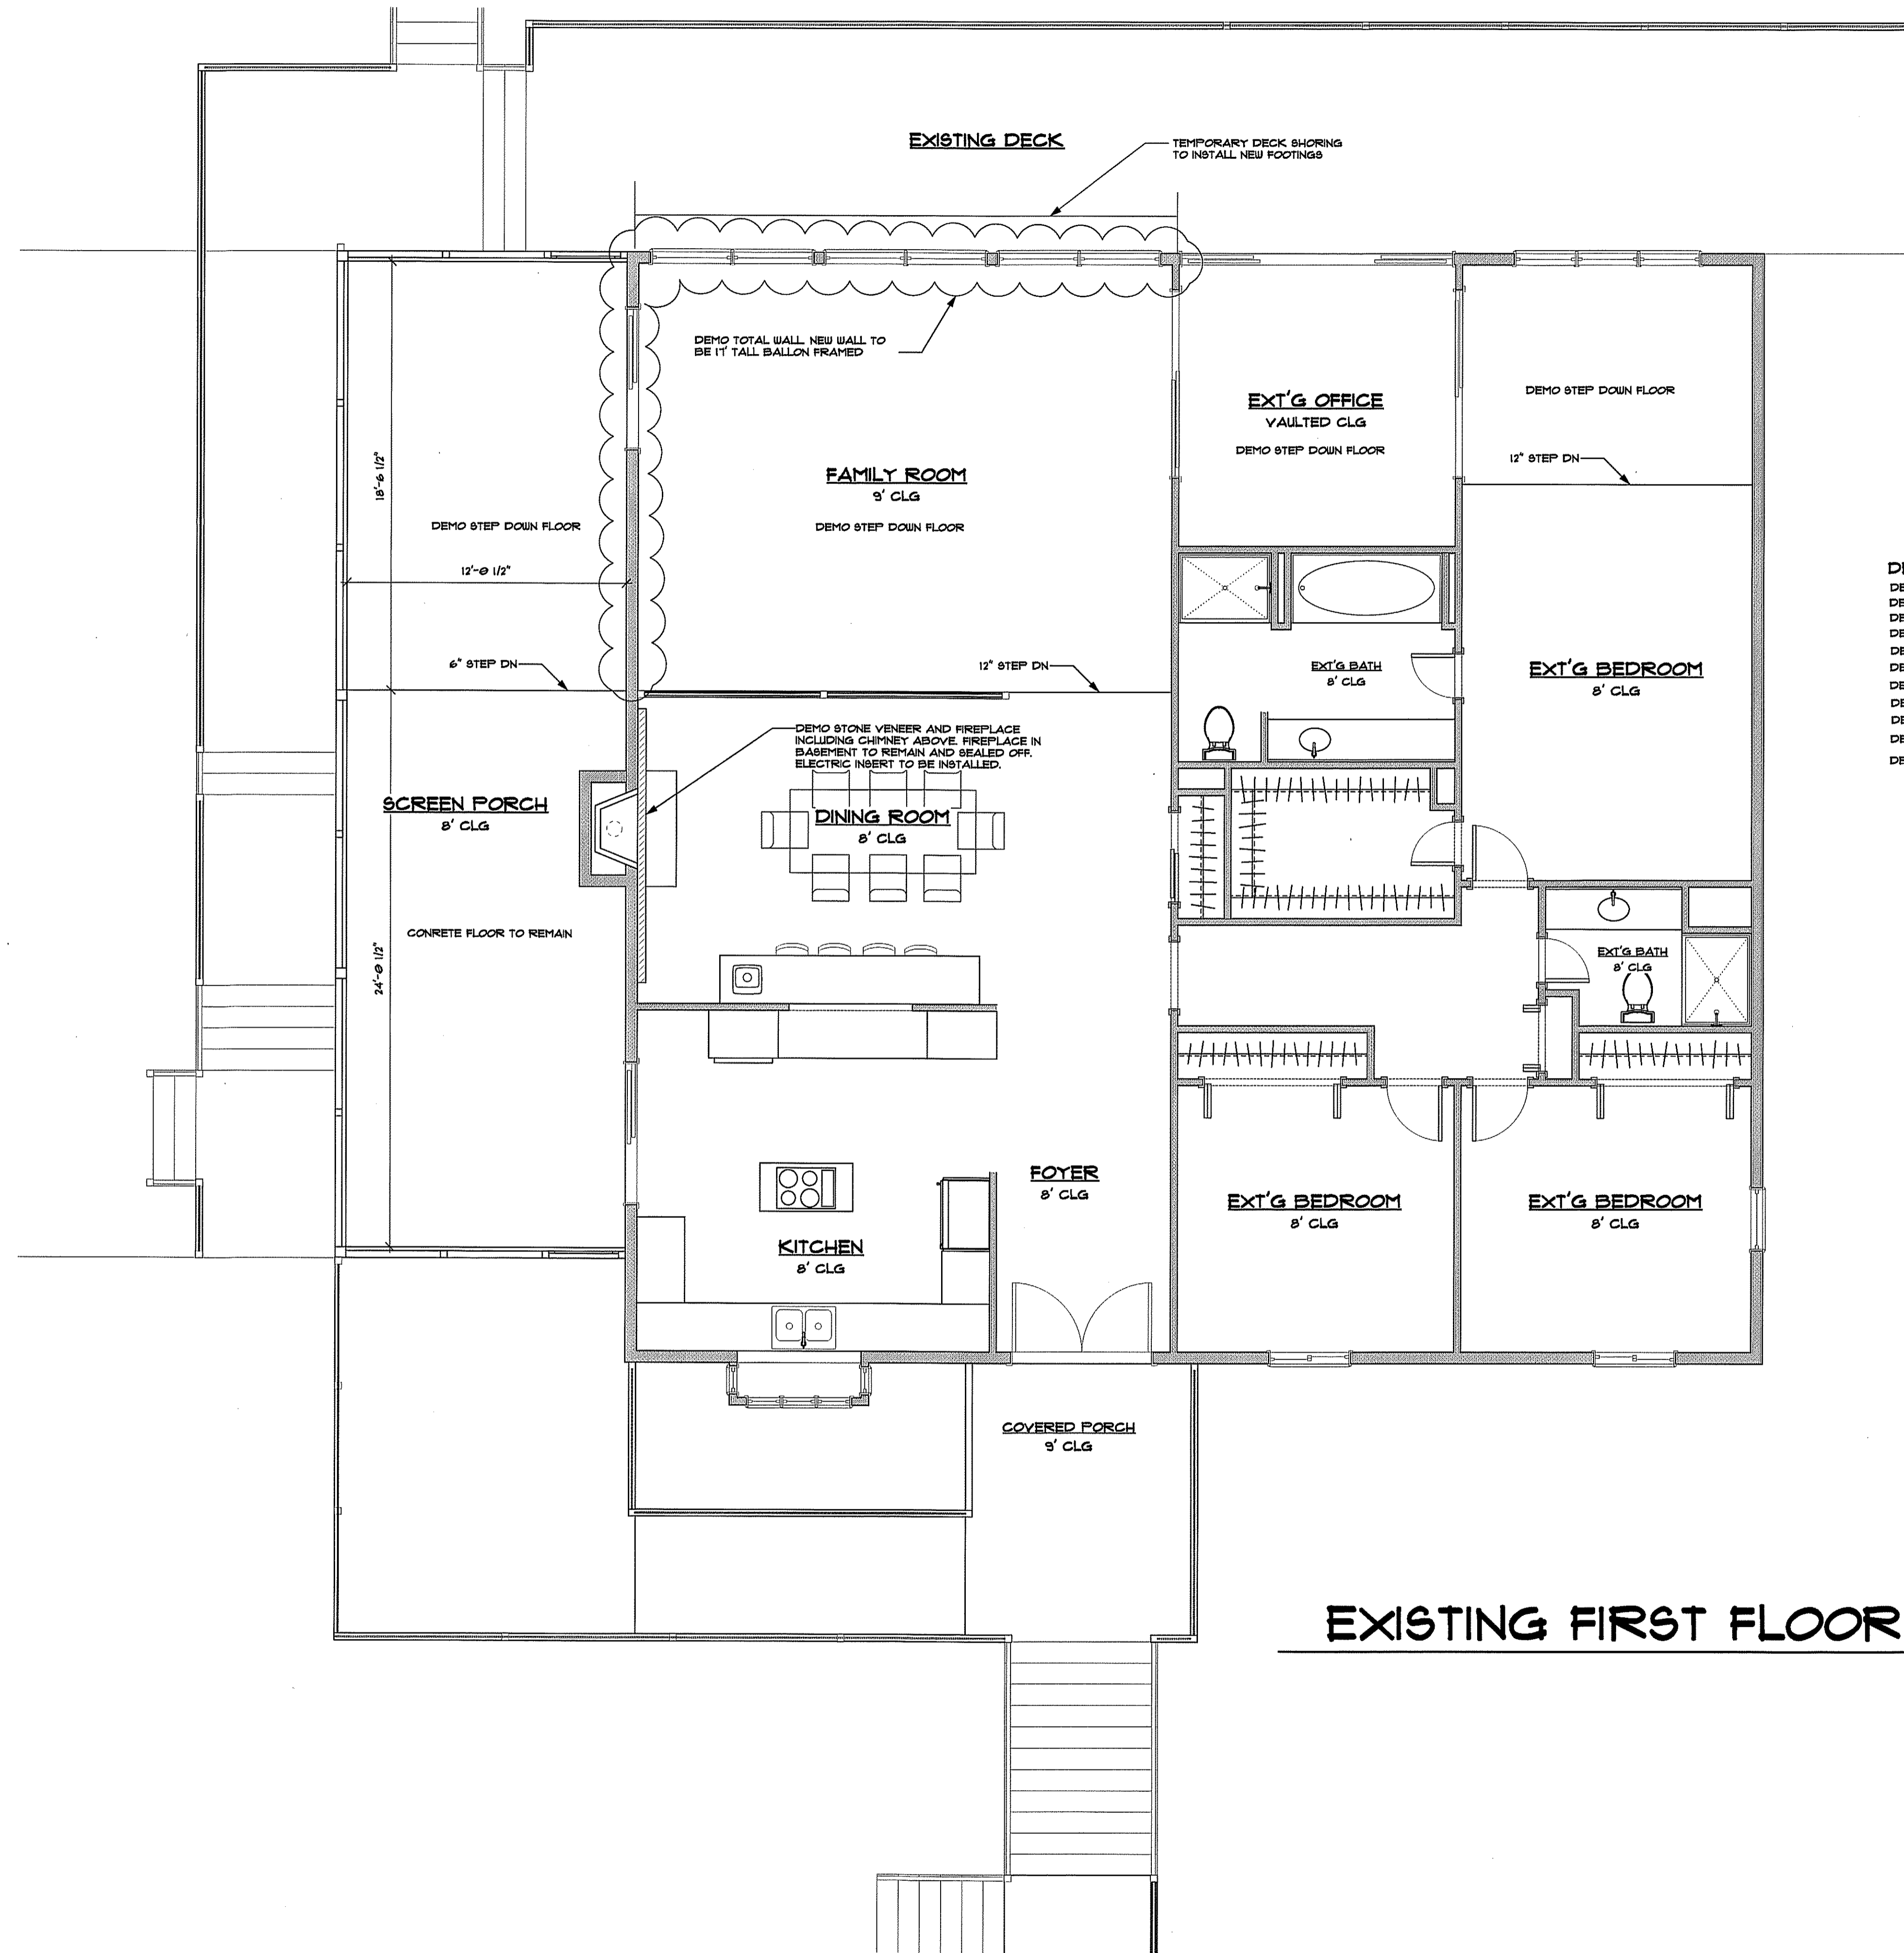 EXISTING DECK
TEMPORARY DECK SHORING
TO INSTALL NEW FOOTINGS
DEMO TOTAL WALL. NEW WALL TO
BE 17' TALL BALLON FRAMED
EXT'G OFFICE
VAULTED CLG
DEMO STEP DOWN FLOOR
DEMO STEP DOWN FLOOR
12" STEP DN
FAMILY ROOM
9' CLG
DEMO STEP DOWN FLOOR
18'-6 1/2"
DEMO STEP DOWN FLOOR
12'-0 1/2"
6" STEP DN
12" STEP DN
EXT'G BATH
8' CLG
EXT'G BEDROOM
8' CLG
DEMO STONE VENEER AND FIREPLACE
INCLUDING CHIMNEY ABOVE. FIREPLACE IN
BASEMENT TO REMAIN AND SEALED OFF.
ELECTRIC INSERT TO BE INSTALLED.
SCREEN PORCH
8' CLG
DINING ROOM
8' CLG
CONRETE FLOOR TO REMAIN
24'-0 1/2"
EXT'G BATH
8' CLG
FOYER
8' CLG
KITCHEN
8' CLG
EXT'G BEDROOM
8' CLG
EXT'G BEDROOM
8' CLG
COVERED PORCH
9' CLG
EXISTING FIRST FLOOR